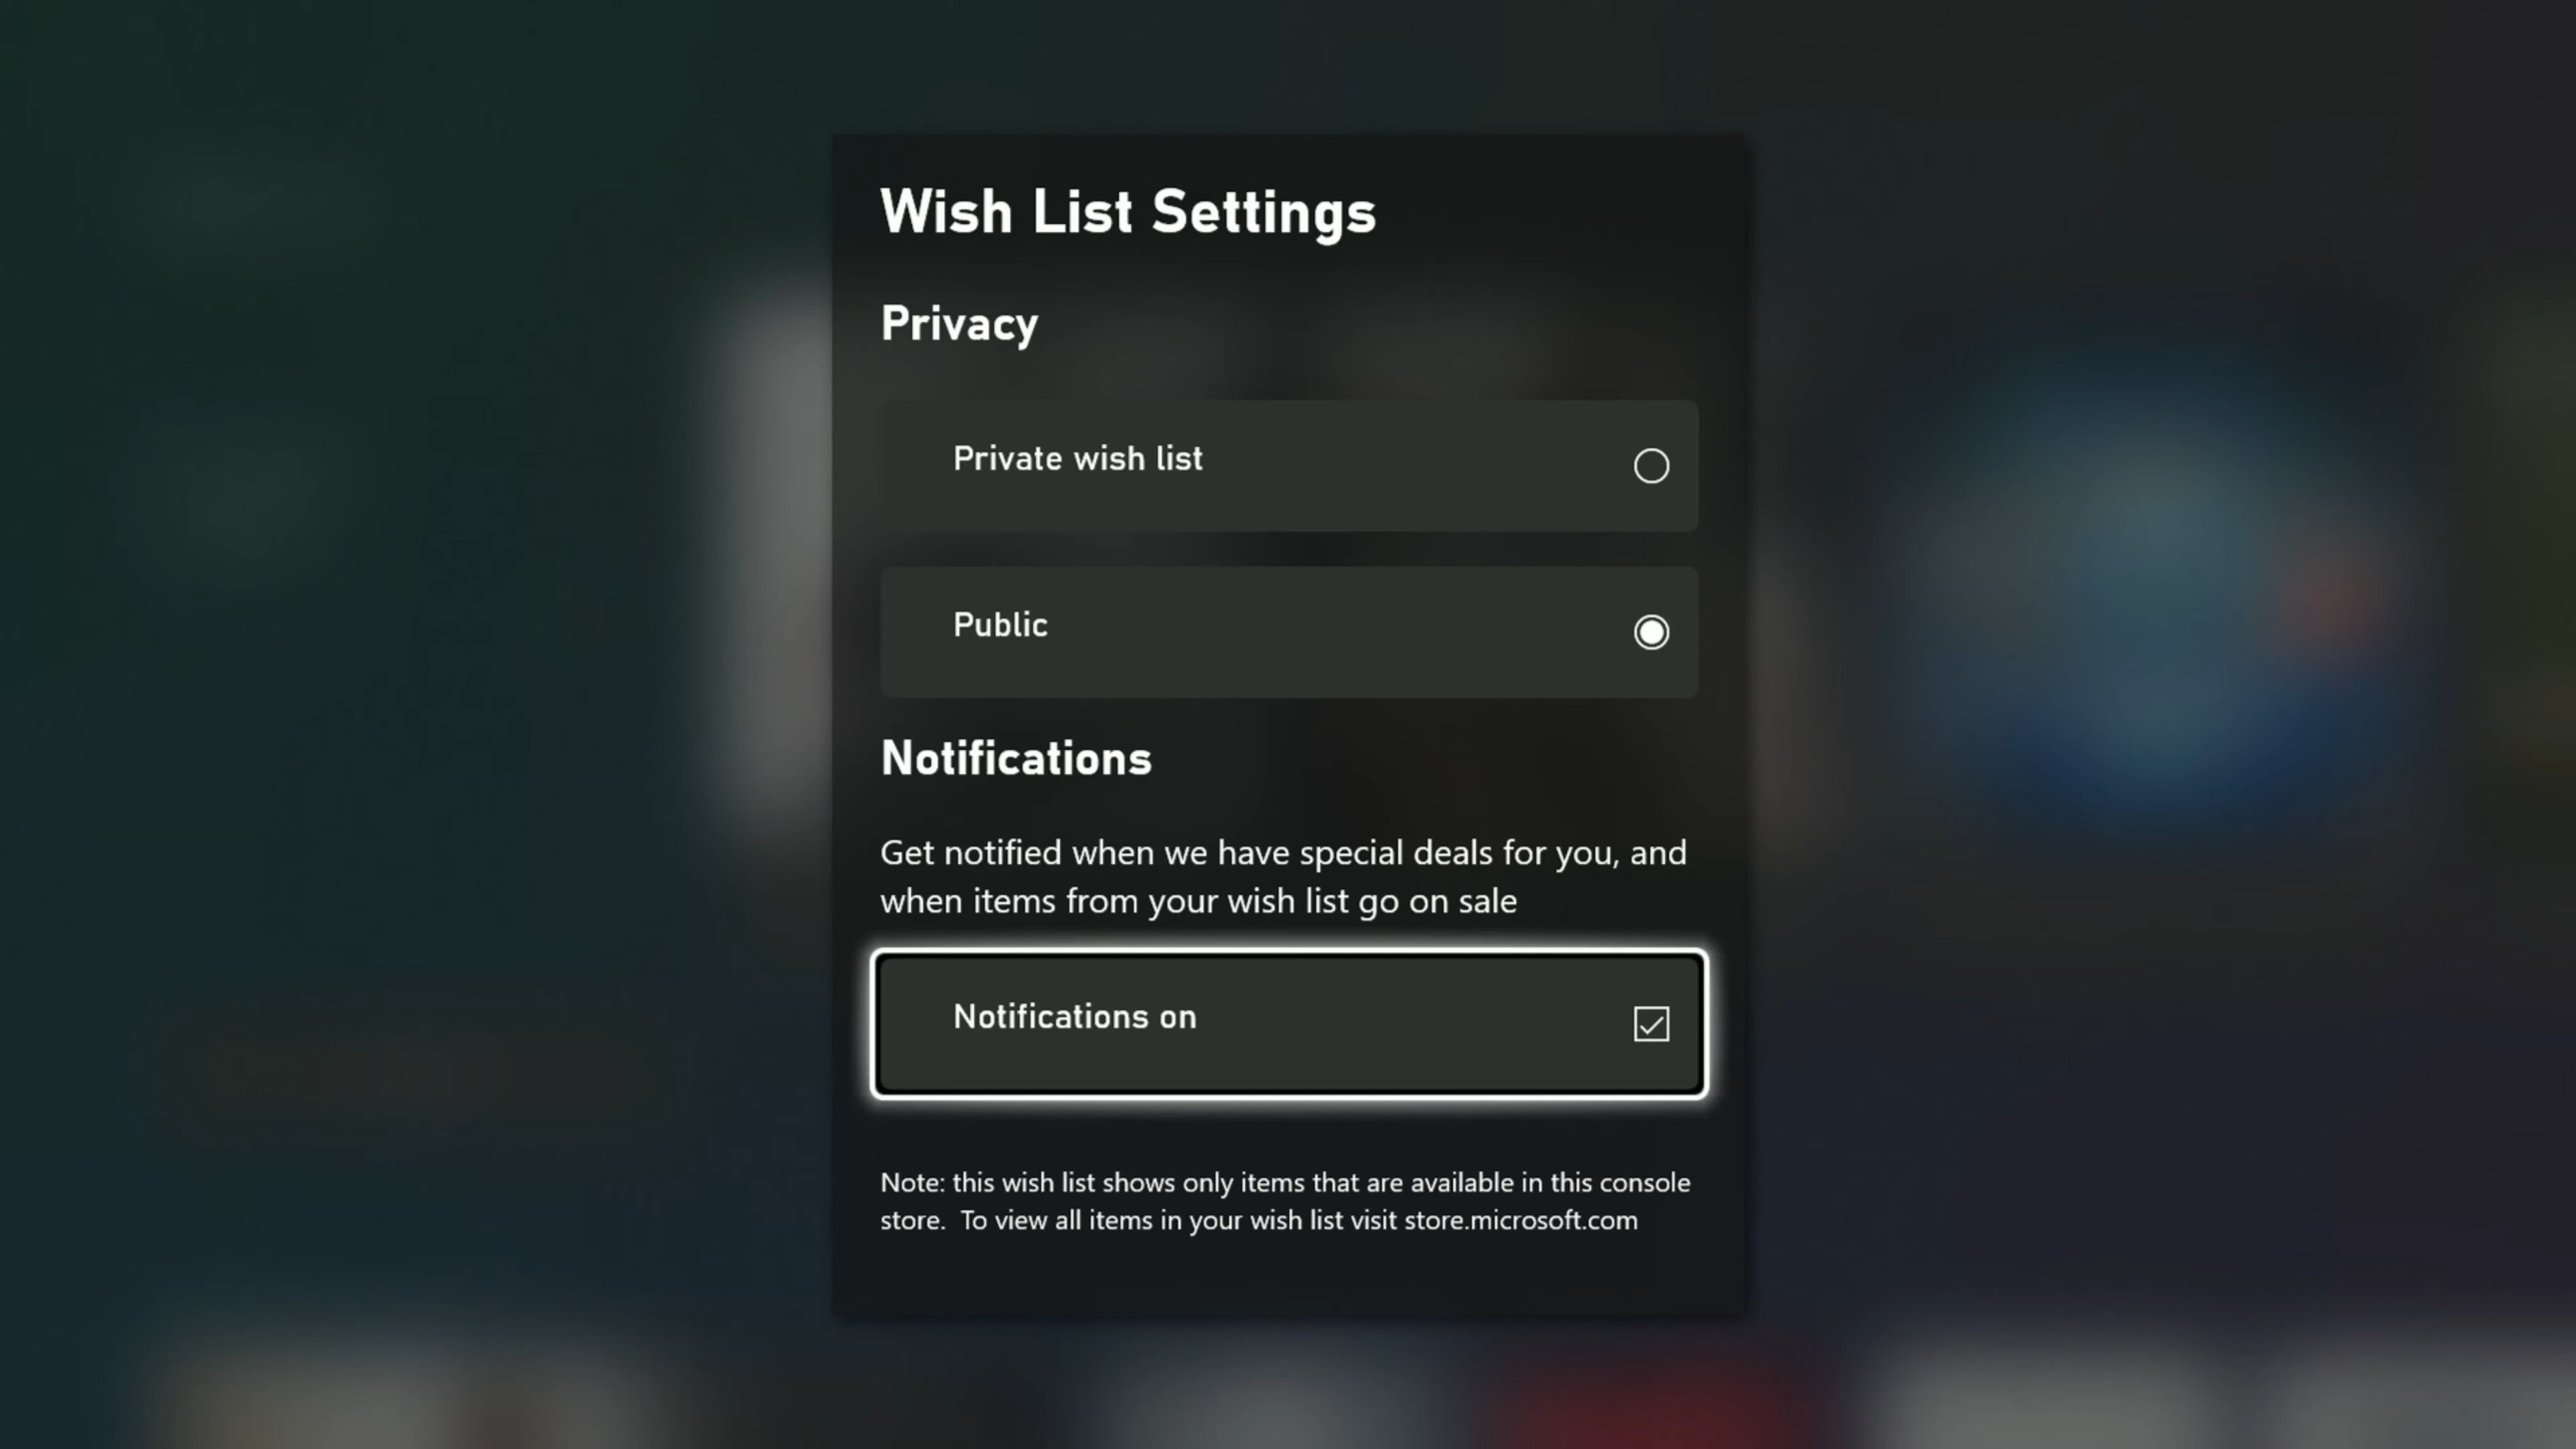 Wish List Settings
Privacy
Private wish list
Public
Notifications
Get notified when we have special deals for you, and
when items from your wish list go on sale
Notifications on
Note: this wish list shows only items that are available in this console
store.  To view all items in your wish list visit store.microsoft.com